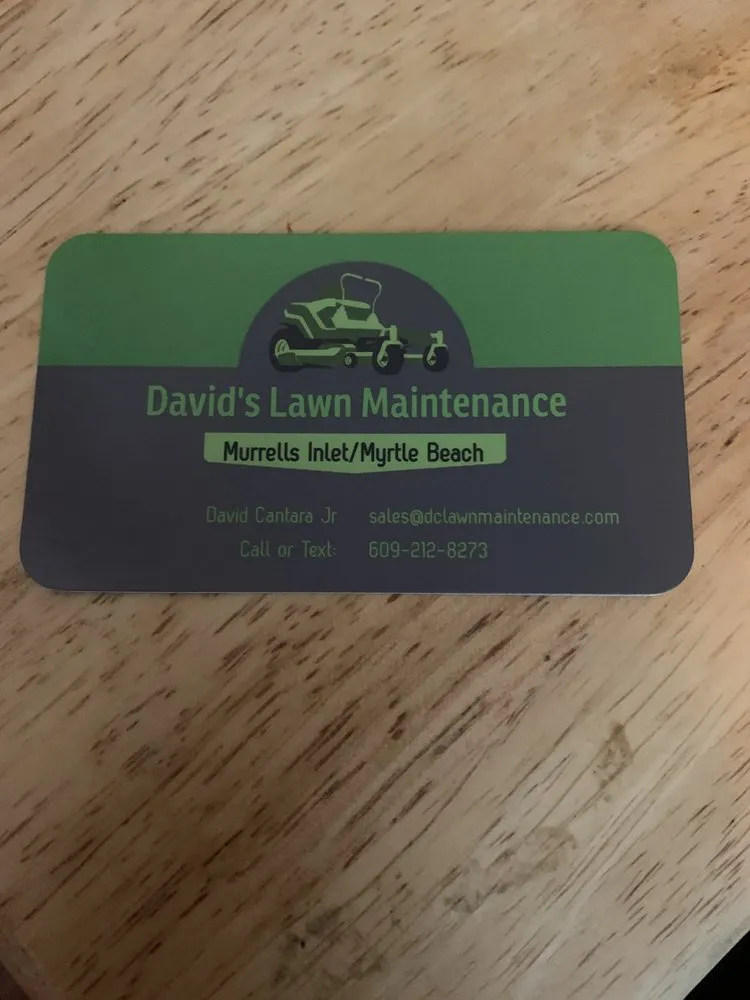 David's Lawn Maintenance
Murrells Inlet/Myrtle Beach
David Cantara Jr sales@dclawnmaintenance.com
Call or Text: 609-212-8273